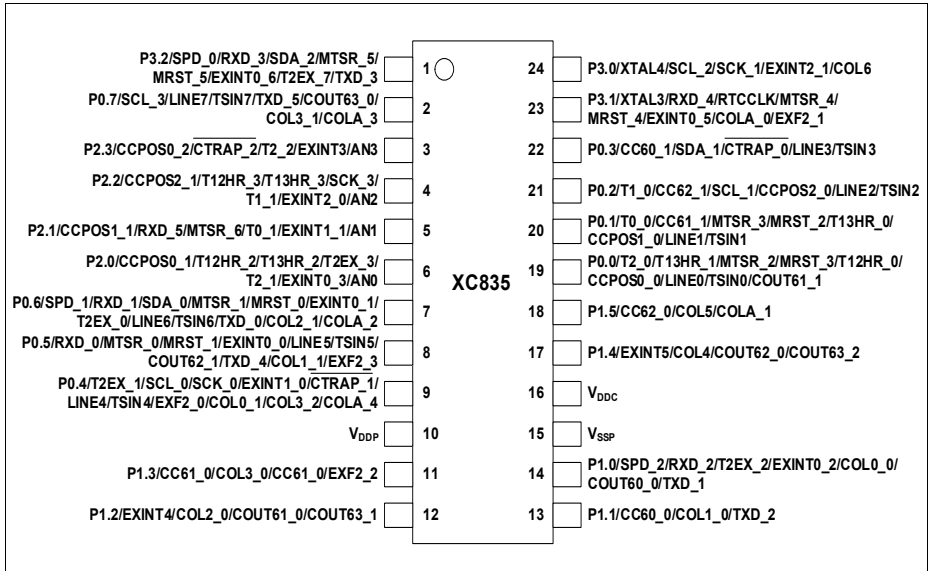 P3.2/SPD_0/RXD_3/SDA_2/MTSR_5/
MRST_5/EXINT0_6/T2EX_7/TXD_3
1
P0.7/SCL_3/LINE7/TSIN7/TXD_5/COUT63_0/
COL3_1/COLA_3
2
P2.3/CCPOS0_2/CTRAP_2/T2_2/EXINT3/AN3
3
P2.2/CCPOS2_1/T12HR_3/T13HR_3/SCK_3/
T1_1/EXINT2_0/AN2
4
P2.1/CCPOS1_1/RXD_5/MTSR_6/T0_1/EXINT1_1/AN1
5
P2.0/CCPOS0_1/T12HR_2/T13HR_2/T2EX_3/
T2_1/EXINT0_3/AN0
6
P0.6/SPD_1/RXD_1/SDA_0/MTSR_1/MRST_0/EXINT0_1/
T2EX_0/LINE6/TSIN6/TXD_0/COL2_1/COLA_2
7
P0.5/RXD_0/MTSR_0/MRST_1/EXINT0_0/LINE5/TSIN5/
COUT62_1/TXD_4/COL1_1/EXF2_3
8
P0.4/T2EX_1/SCL_0/SCK_0/EXINT1_0/CTRAP_1/
LINE4/TSIN4/EXF2_0/COL0_1/COL3_2/COLA_4
9
VDDP
10
P1.3/CC61_0/COL3_0/CC61_0/EXF2_2
11
P1.2/EXINT4/COL2_0/COUT61_0/COUT63_1
12
XC835
24
P3.0/XTAL4/SCL_2/SCK_1/EXINT2_1/COL6
23
P3.1/XTAL3/RXD_4/RTCCLK/MTSR_4/
MRST_4/EXINT0_5/COLA_0/EXF2_1
22
P0.3/CC60_1/SDA_1/CTRAP_0/LINE3/TSIN3
21
P0.2/T1_0/CC62_1/SCL_1/CCPOS2_0/LINE2/TSIN2
20
P0.1/T0_0/CC61_1/MTSR_3/MRST_2/T13HR_0/
CCPOS1_0/LINE1/TSIN1
19
P0.0/T2_0/T13HR_1/MTSR_2/MRST_3/T12HR_0/
CCPOS0_0/LINE0/TSIN0/COUT61_1
18
P1.5/CC62_0/COL5/COLA_1
17
P1.4/EXINT5/COL4/COUT62_0/COUT63_2
16
VDDC
15
VSSP
14
P1.0/SPD_2/RXD_2/T2EX_2/EXINT0_2/COL0_0/
COUT60_0/TXD_1
13
P1.1/CC60_0/COL1_0/TXD_2